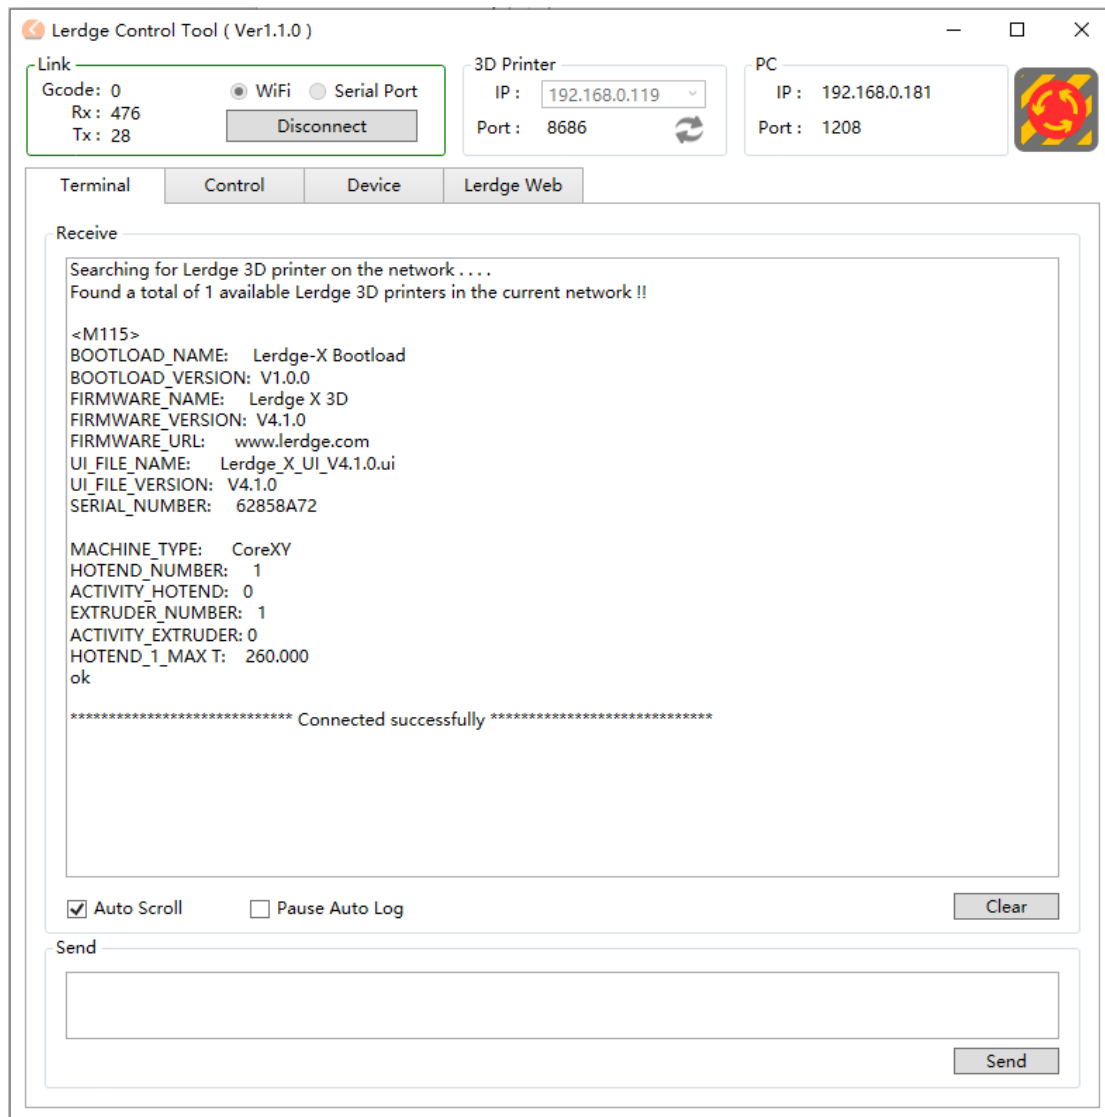 Lerdge Control Tool ( Ver1.1.0 )
Link
Gcode: 0
Rx : 476
Tx : 28
WiFi
Serial Port
Disconnect
3D Printer
IP : 192.168.0.119
Port : 8686
PC
IP : 192.168.0.181
Port : 1208
Terminal
Control
Device
Lerdge Web
Receive
Searching for Lerdge 3D printer on the network . . . .
Found a total of 1 available Lerdge 3D printers in the current network !!
<M115>
BOOTLOAD_NAME: Lerdge-X Bootload
BOOTLOAD_VERSION: V1.0.0
FIRMWARE_NAME: Lerdge X 3D
FIRMWARE_VERSION: V4.1.0
FIRMWARE_URL: www.lerdge.com
UI_FILE_NAME: Lerdge_X_UI_V4.1.0.ui
UI_FILE_VERSION: V4.1.0
SERIAL_NUMBER: 62858A72
MACHINE_TYPE: CoreXY
HOTEND_NUMBER: 1
ACTIVITY_HOTEND: 0
EXTRUDER_NUMBER: 1
ACTIVITY_EXTRUDER: 0
HOTEND_1_MAX T: 260.000
ok
***************************** Connected successfully *****************************
Auto Scroll
Pause Auto Log
Clear
Send
Send